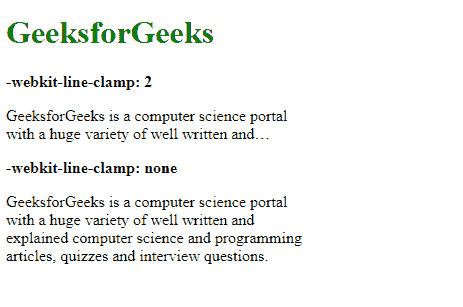 GeeksforGeeks
-webkit-line-clamp: 2
GeeksforGeeks is a computer science portal
with a huge variety of well written and…
-webkit-line-clamp: none
GeeksforGeeks is a computer science portal
with a huge variety of well written and
explained computer science and programming
articles, quizzes and interview questions.